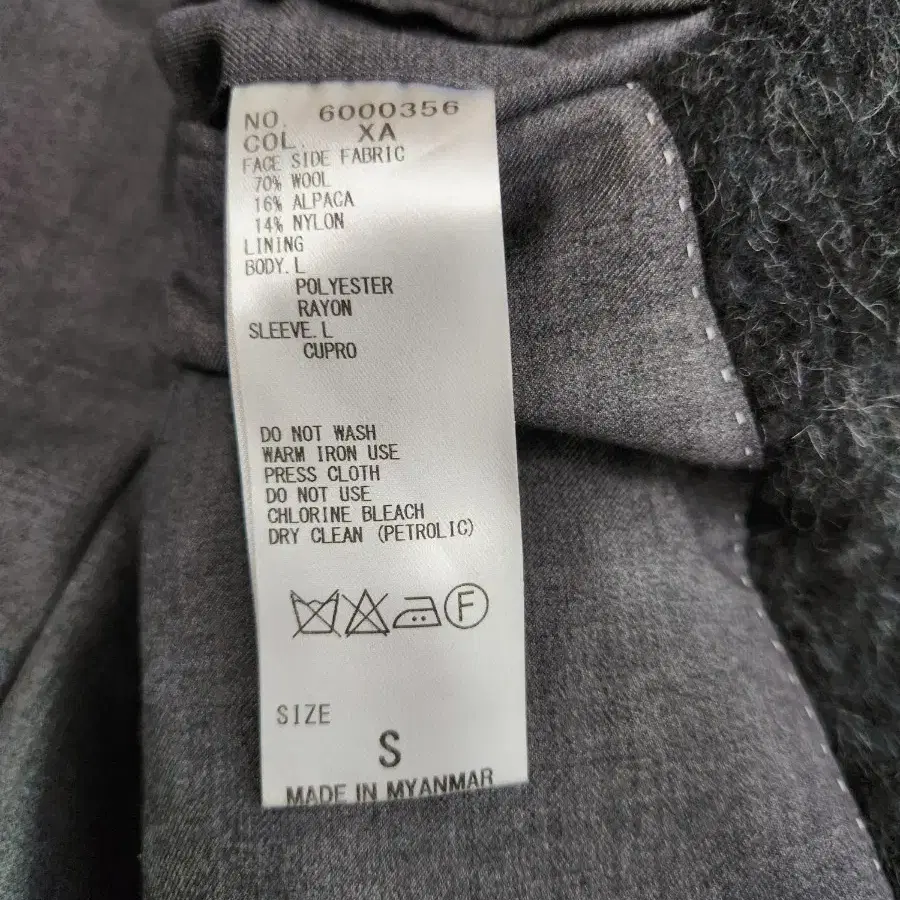 NO. 6000356
COL. XA
FACE SIDE FABRIC
70% WOOL
16% ALPACA
14% NYLON
LINING
BODY. L
POLYESTER
RAYON
SLEEVE. L
CUPRO
DO NOT WASH
WARM IRON USE
PRESS CLOTH
DO NOT USE
CHLORINE BLEACH
DRY CLEAN (PETROLIC)
F
SIZE
S
MADE IN MYANMAR